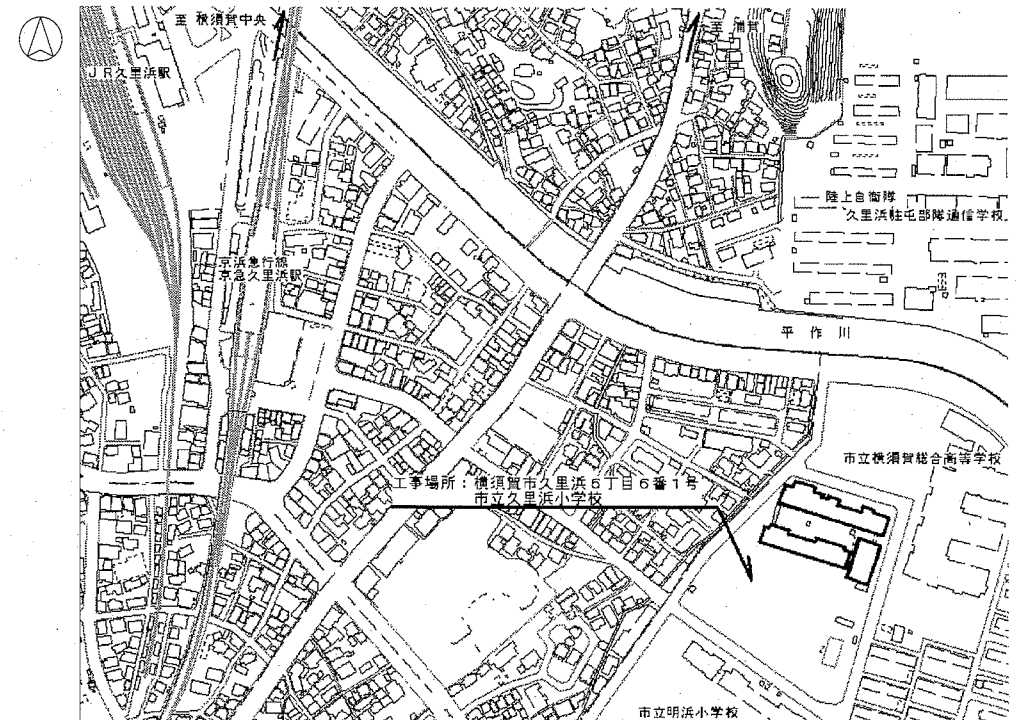 至 横須賀中央
至 浦賀
JR久里浜駅
陸上自衛隊
久里浜駐屯部隊通信学校
京浜急行線
京急久里浜駅
平作川
市立横須賀総合高等学校
工事場所：横須賀市久里浜5丁目6番1号
市立久里浜小学校
市立明浜小学校